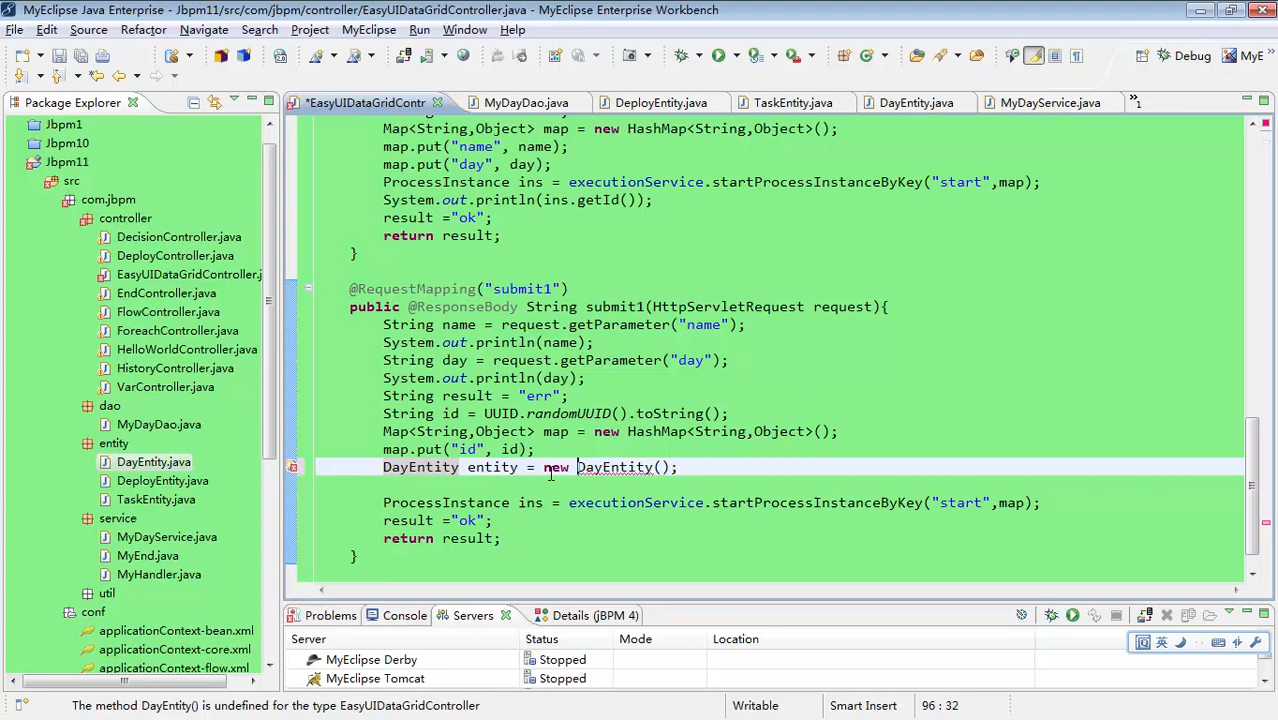 MyEclipse Java Enterprise - Jbpm11/src/com/jbpm/controller/EasyUIDataGridController.java - MyEclipse Enterprise Workbench
File Edit Source Refactor Navigate Search Project MyEclipse Run Window Help
Debug MyE
Package Explorer
*EasyUIDataGridContr MyDayDao.java DeployEntity.java TaskEntity.java DayEntity.java MyDayService.java »1
Jbpm1
Jbpm10
Jbpm11
src
com.jbpm
controller
DecisionController.java
DeployController.java
EasyUIDataGridController.j
EndController.java
FlowController.java
ForeachController.java
HelloWorldController.java
HistoryController.java
VarController.java
dao
MyDayDao.java
entity
DayEntity.java
DeployEntity.java
TaskEntity.java
service
MyDayService.java
MyEnd.java
MyHandler.java
util
conf
applicationContext-bean.xml
applicationContext-core.xml
applicationContext-flow.xml
Map<String,Object> map = new HashMap<String,Object>();
map.put("name", name);
map.put("day", day);
ProcessInstance ins = executionService.startProcessInstanceByKey("start",map);
System.out.println(ins.getId());
result ="ok";
return result;
}
@RequestMapping("submit1")
public @ResponseBody String submit1(HttpServletRequest request){
String name = request.getParameter("name");
System.out.println(name);
String day = request.getParameter("day");
System.out.println(day);
String result = "err";
String id = UUID.randomUUID().toString();
Map<String,Object> map = new HashMap<String,Object>();
map.put("id", id);
DayEntity entity = new DayEntity();
ProcessInstance ins = executionService.startProcessInstanceByKey("start",map);
result ="ok";
return result;
}
Problems Console Servers Details (jBPM 4)
Server Status Mode Location
MyEclipse Derby Stopped
MyEclipse Tomcat Stopped
英
The method DayEntity() is undefined for the type EasyUIDataGridController Writable Smart Insert 96 : 32